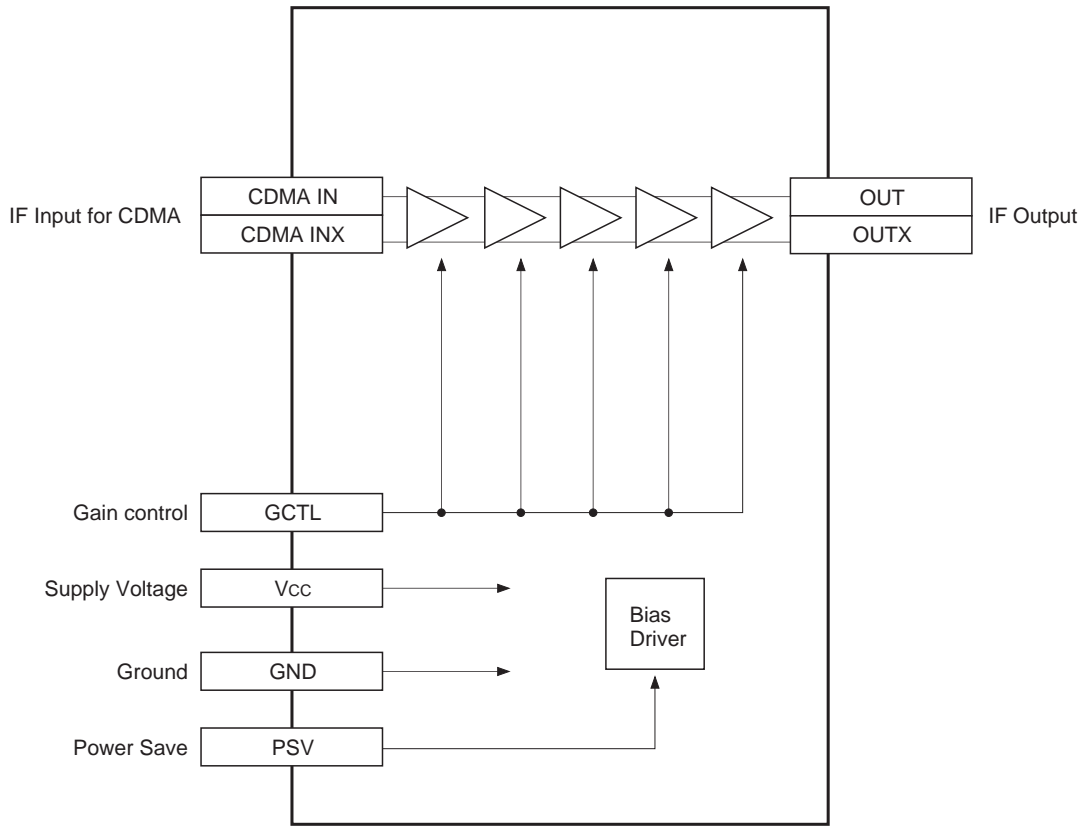 CDMA IN
IF Input for CDMA
CDMA INX
OUT
IF Output
OUTX
Gain control
GCTL
Supply Voltage
VCC
Bias
Driver
Ground
GND
Power Save
PSV